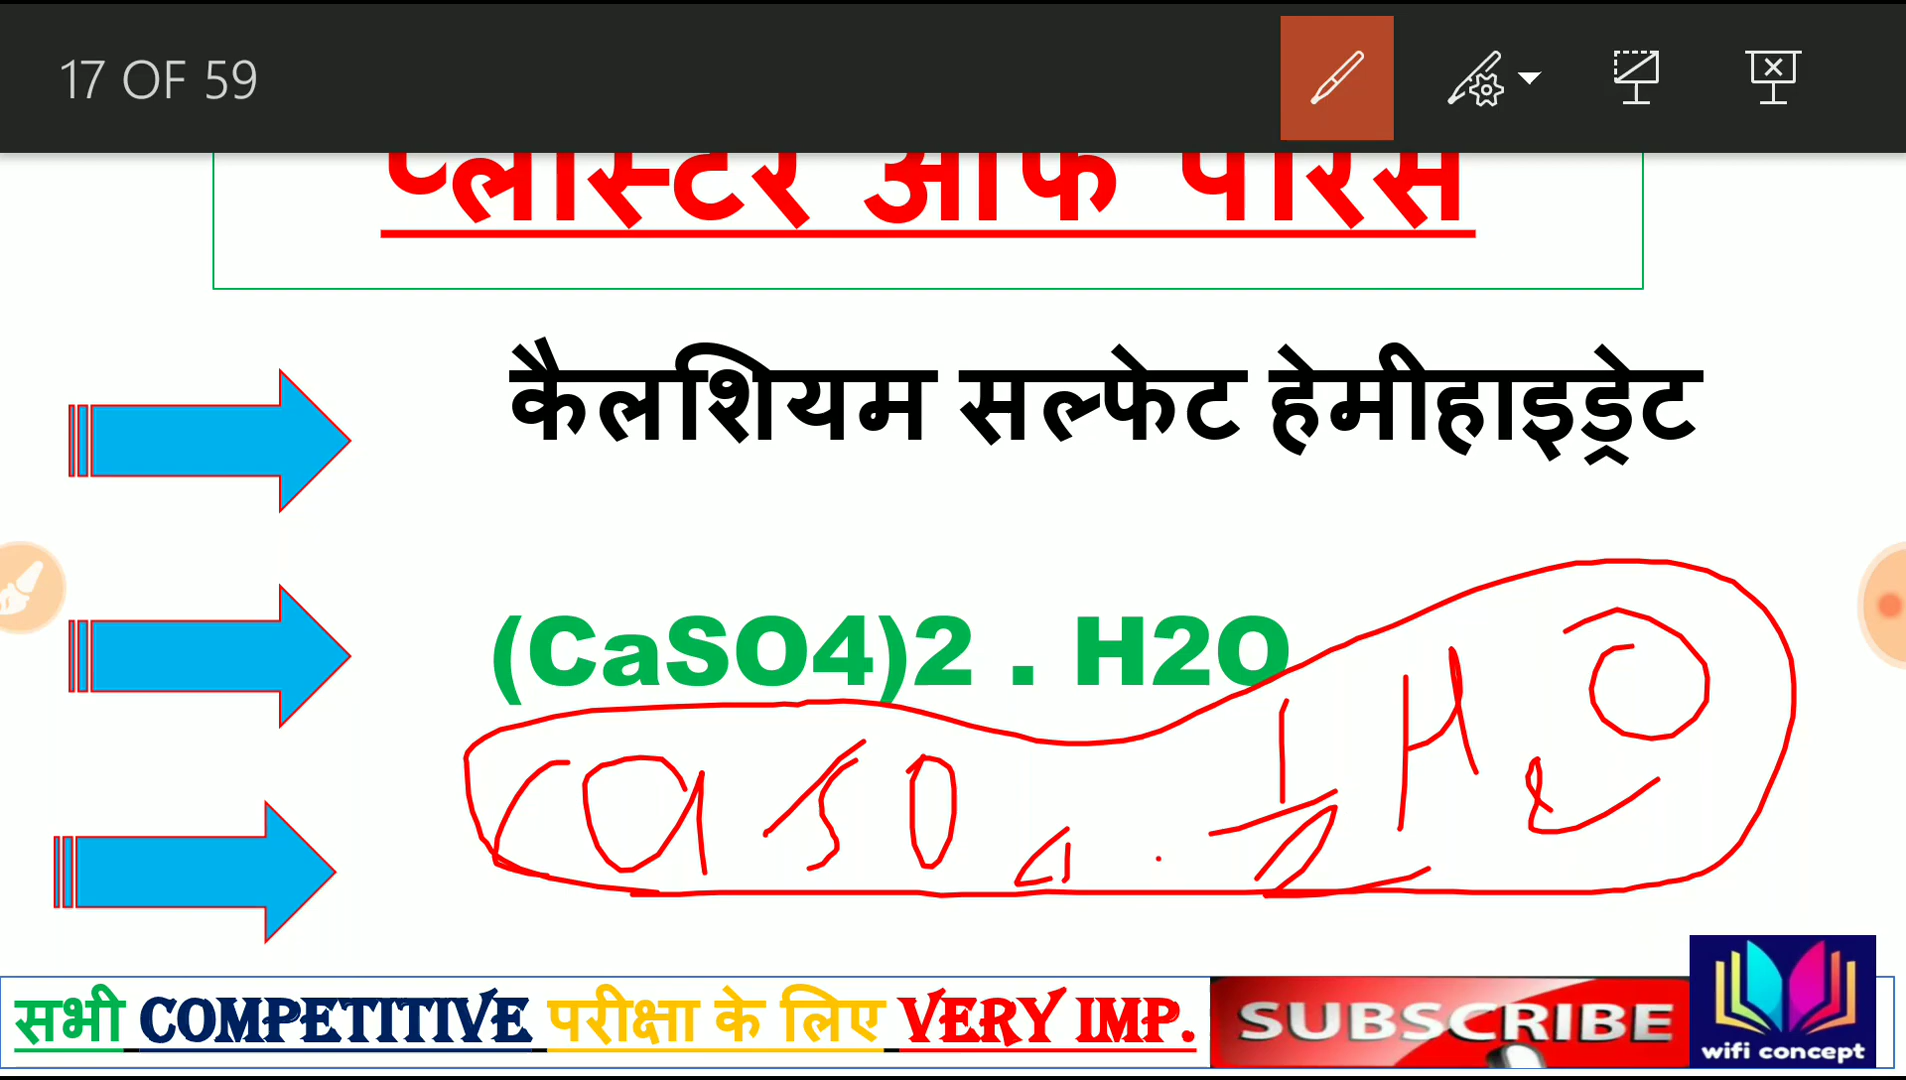 17 OF 59
प्लास्टर ऑफ पेरिस
कैलशियम सल्फेट हेमीहाइड्रेट
(CaSO4)2 . H2O
CaSO4 . 1/2 H2O
सभी COMPETITIVE परीक्षा के लिए VERY IMP.
SUBSCRIBE
wifi concept